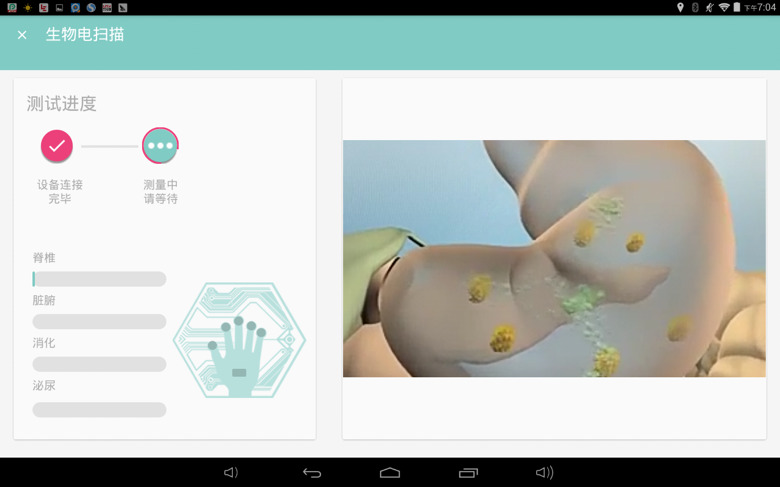 下午7:04
生物电扫描
测试进度
设备连接
完毕
测量中
请等待
脊椎
脏腑
消化
泌尿